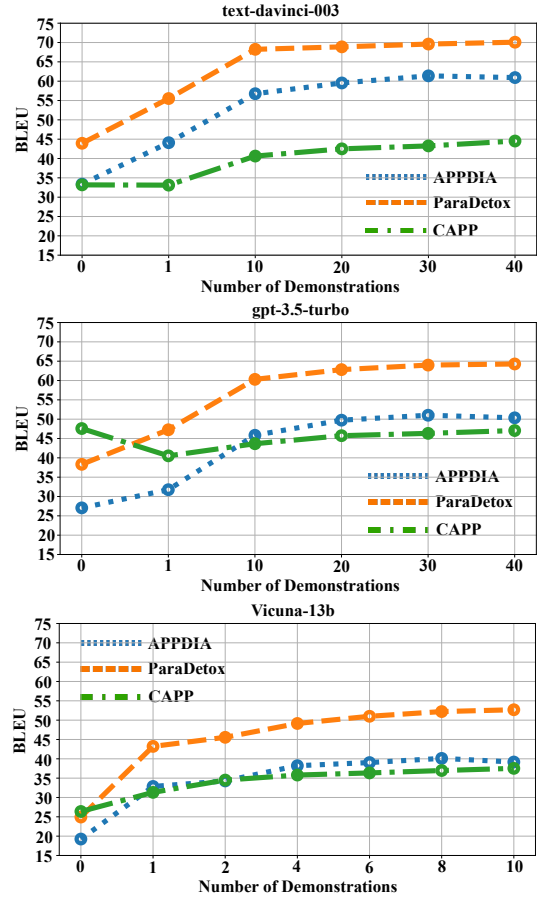 text-davinci-003
75
70
65
60
55
50
45
40
35
30
25
20
15
BLEU
APPDIA
ParaDetox
CAPP
0 1 10 20 30 40
Number of Demonstrations
gpt-3.5-turbo
75
70
65
60
55
50
45
40
35
30
25
20
15
BLEU
APPDIA
ParaDetox
CAPP
0 1 10 20 30 40
Number of Demonstrations
Vicuna-13b
75
70
65
60
55
50
45
40
35
30
25
20
15
BLEU
APPDIA
ParaDetox
CAPP
0 1 2 4 6 8 10
Number of Demonstrations